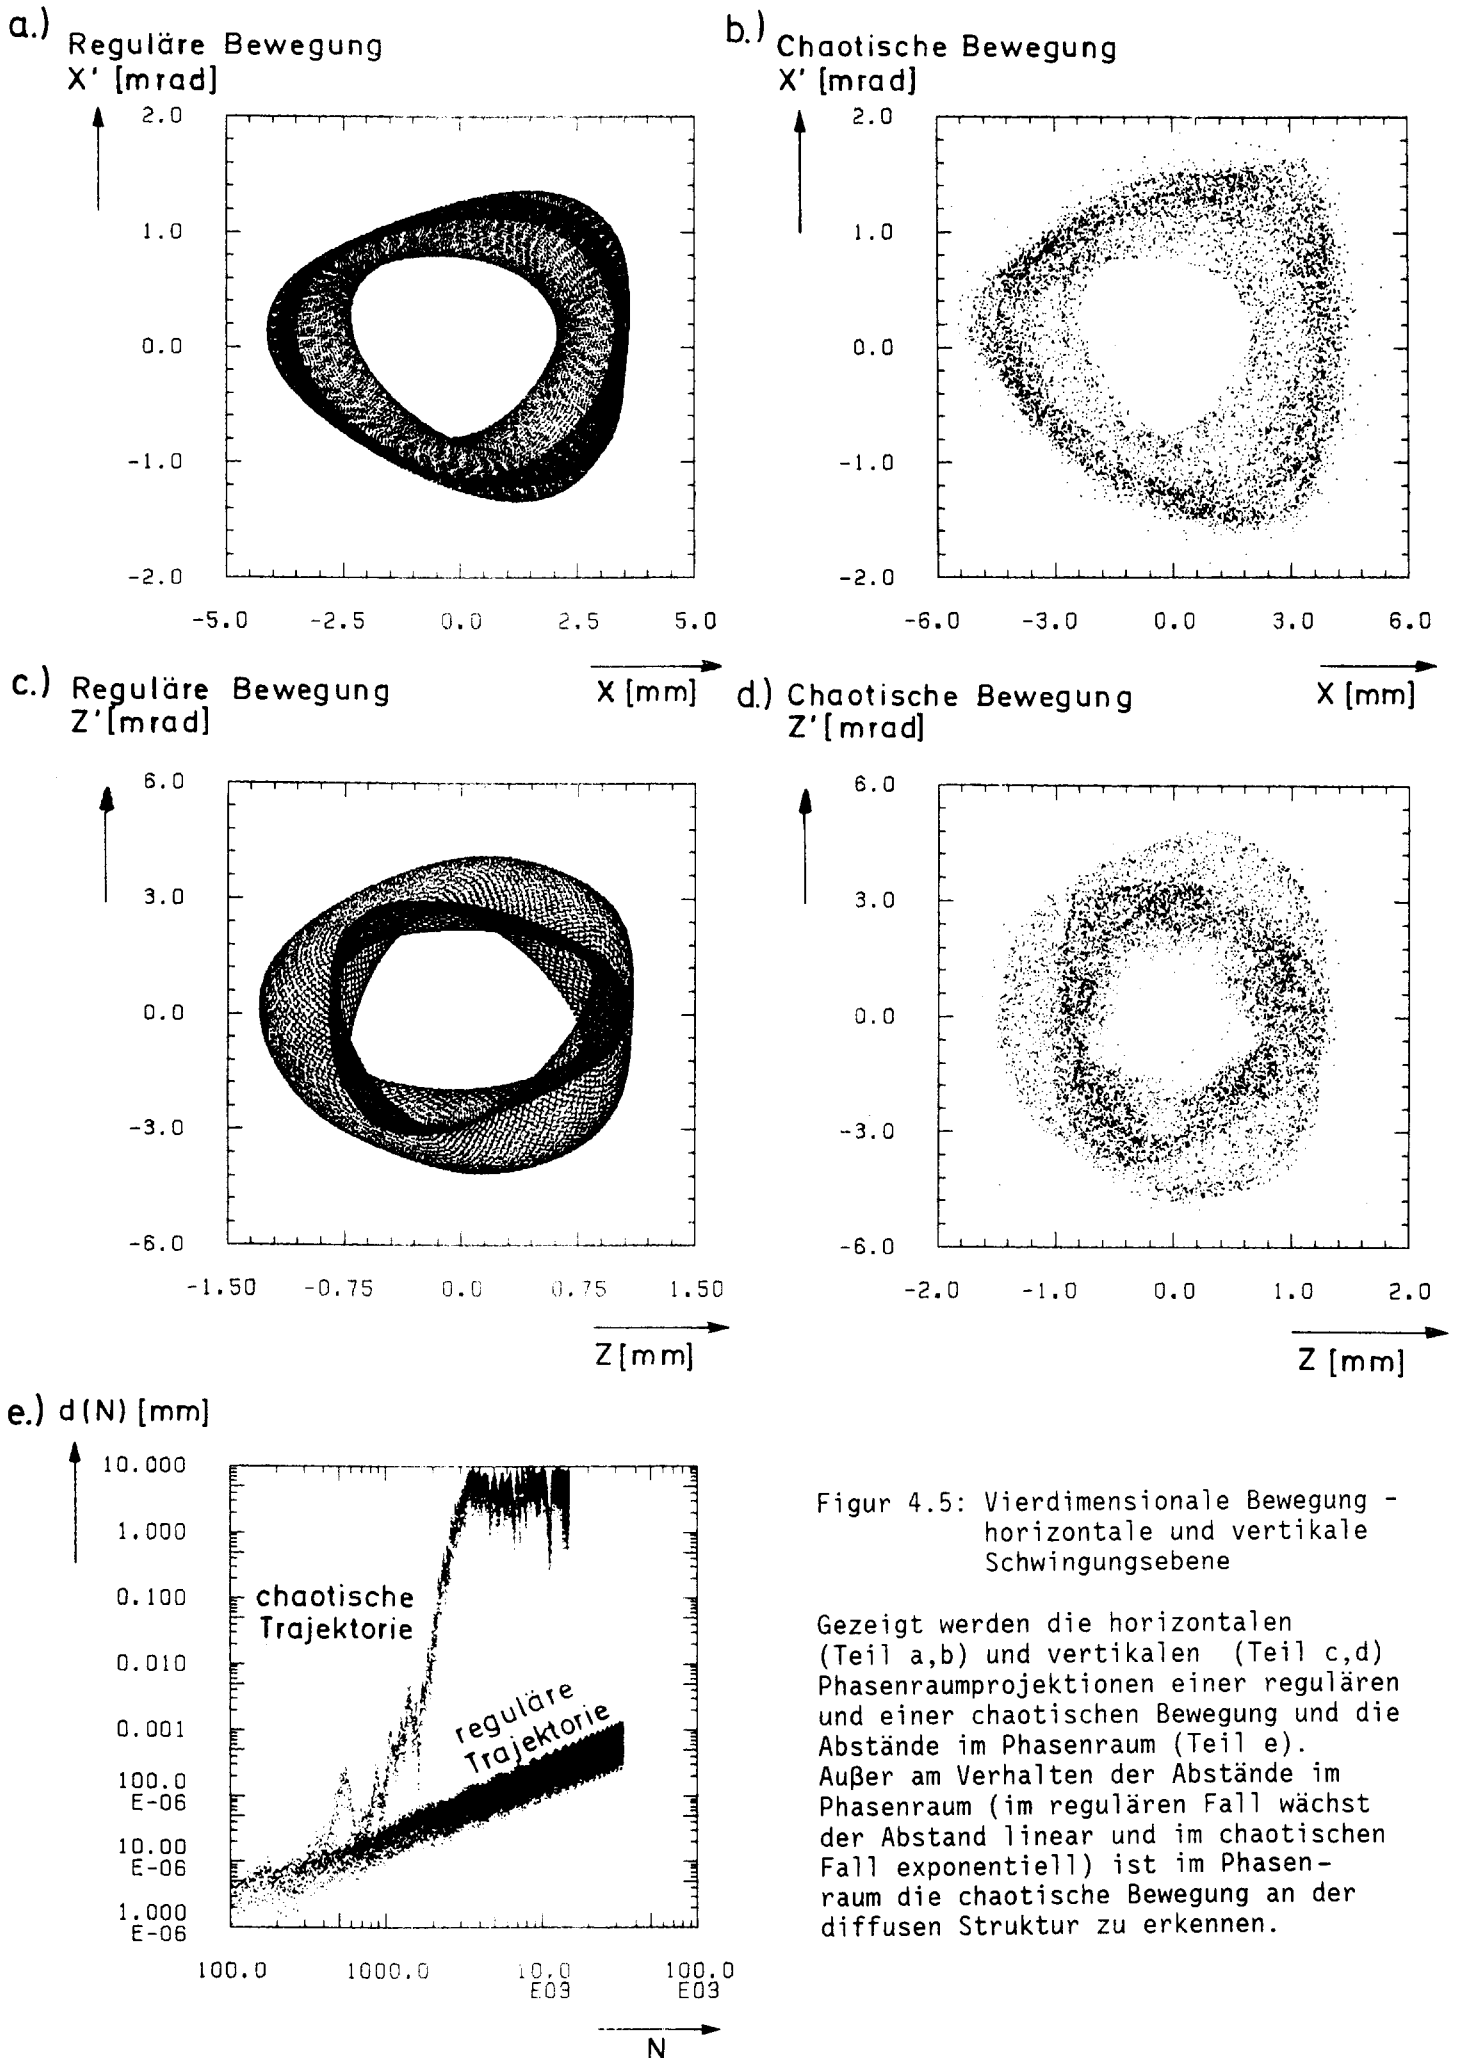 a.)
Reguläre Bewegung
X' [mrad]
2.0
1.0
0.0
-1.0
-2.0
-5.0 -2.5 0.0 2.5 5.0
X [mm]
b.)
Chaotische Bewegung
X' [mrad]
2.0
1.0
0.0
-1.0
-2.0
-6.0 -3.0 0.0 3.0 6.0
X [mm]
c.) Reguläre Bewegung
Z' [mrad]
6.0
3.0
0.0
-3.0
-6.0
-1.50 -0.75 0.0 0.75 1.50
Z [mm]
d.) Chaotische Bewegung
Z' [mrad]
6.0
3.0
0.0
-3.0
-6.0
-2.0 -1.0 0.0 1.0 2.0
Z [mm]
e.) d(N) [mm]
10.000
1.000
0.100
0.010
0.001
100.0
E-06
10.00
E-06
1.000
E-06
chaotische
Trajektorie
reguläre
Trajektorie
100.0 1000.0 10.0 100.0
E03 E03
N
Figur 4.5: Vierdimensionale Bewegung -
horizontale und vertikale
Schwingungsebene
Gezeigt werden die horizontalen
(Teil a,b) und vertikalen (Teil c,d)
Phasenraumprojektionen einer regulären
und einer chaotischen Bewegung und die
Abstände im Phasenraum (Teil e).
Außer am Verhalten der Abstände im
Phasenraum (im regulären Fall wächst
der Abstand linear und im chaotischen
Fall exponentiell) ist im Phasen-
raum die chaotische Bewegung an der
diffusen Struktur zu erkennen.